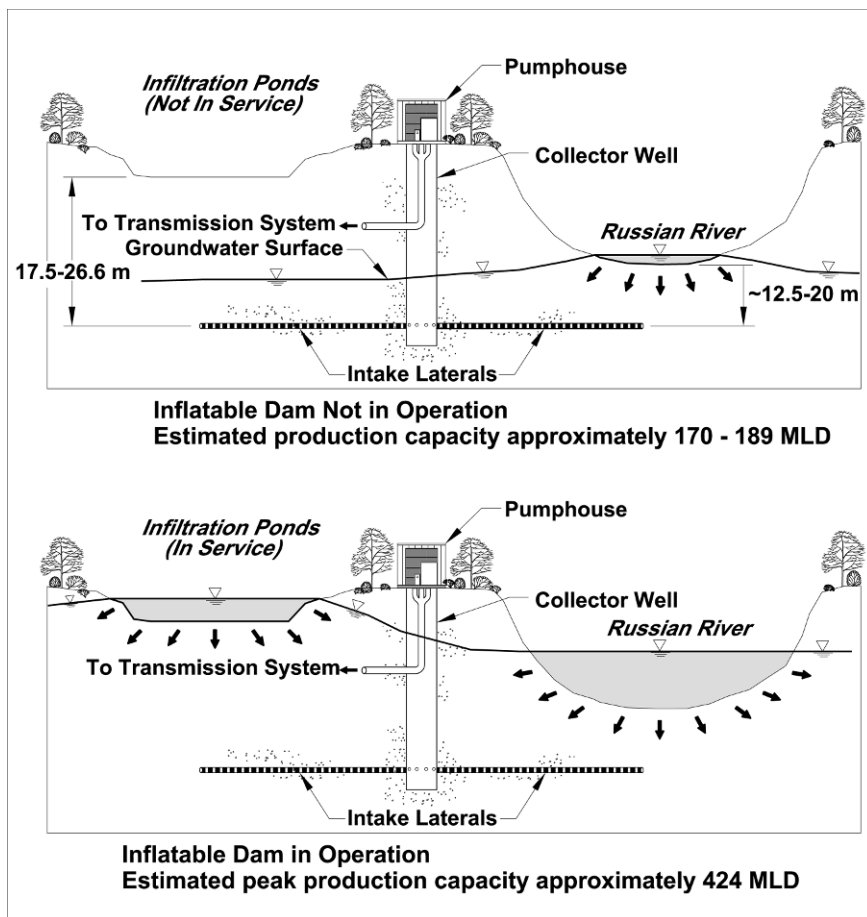 Infiltration Ponds
(Not In Service)
Pumphouse
Collector Well
To Transmission System
Groundwater Surface
Russian River
17.5-26.6 m
~12.5-20 m
Intake Laterals
Inflatable Dam Not in Operation
Estimated production capacity approximately 170 - 189 MLD
Infiltration Ponds
(In Service)
Pumphouse
Collector Well
Russian River
To Transmission System
Intake Laterals
Inflatable Dam in Operation
Estimated peak production capacity approximately 424 MLD